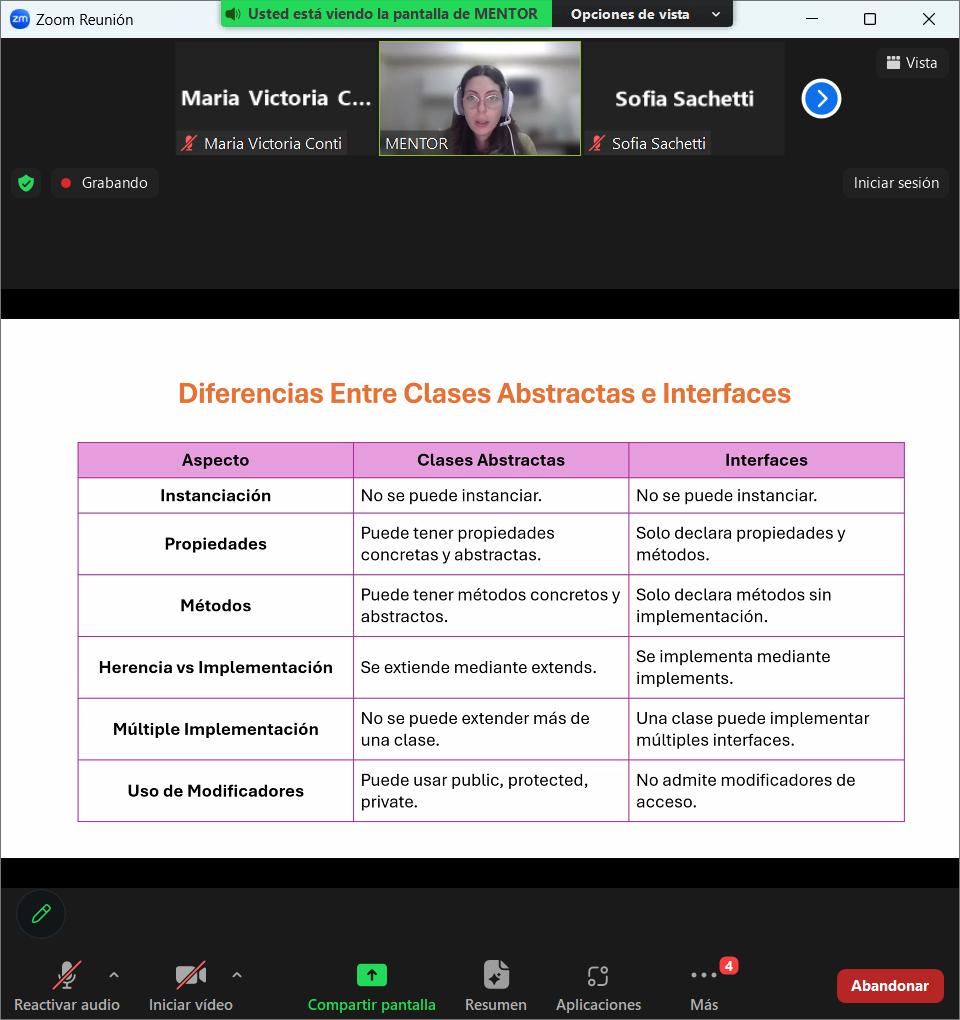 zm Zoom Reunión
Usted está viendo la pantalla de MENTOR
Opciones de vista
Maria Victoria C...
Sofia Sachetti
Vista
Maria Victoria Conti
MENTOR
Sofia Sachetti
Grabando
Iniciar sesión
Diferencias Entre Clases Abstractas e Interfaces
Aspecto
Clases Abstractas
Interfaces
Instanciación
No se puede instanciar.
No se puede instanciar.
Propiedades
Puede tener propiedades
concretas y abstractas.
Solo declara propiedades y
métodos.
Métodos
Puede tener métodos concretos y
abstractos.
Solo declara métodos sin
implementación.
Herencia vs Implementación
Se extiende mediante extends.
Se implementa mediante
implements.
Múltiple Implementación
No se puede extender más de
una clase.
Una clase puede implementar
múltiples interfaces.
Uso de Modificadores
Puede usar public, protected,
private.
No admite modificadores de
acceso.
4
Reactivar audio
Iniciar vídeo
Compartir pantalla
Resumen
Aplicaciones
Más
Abandonar